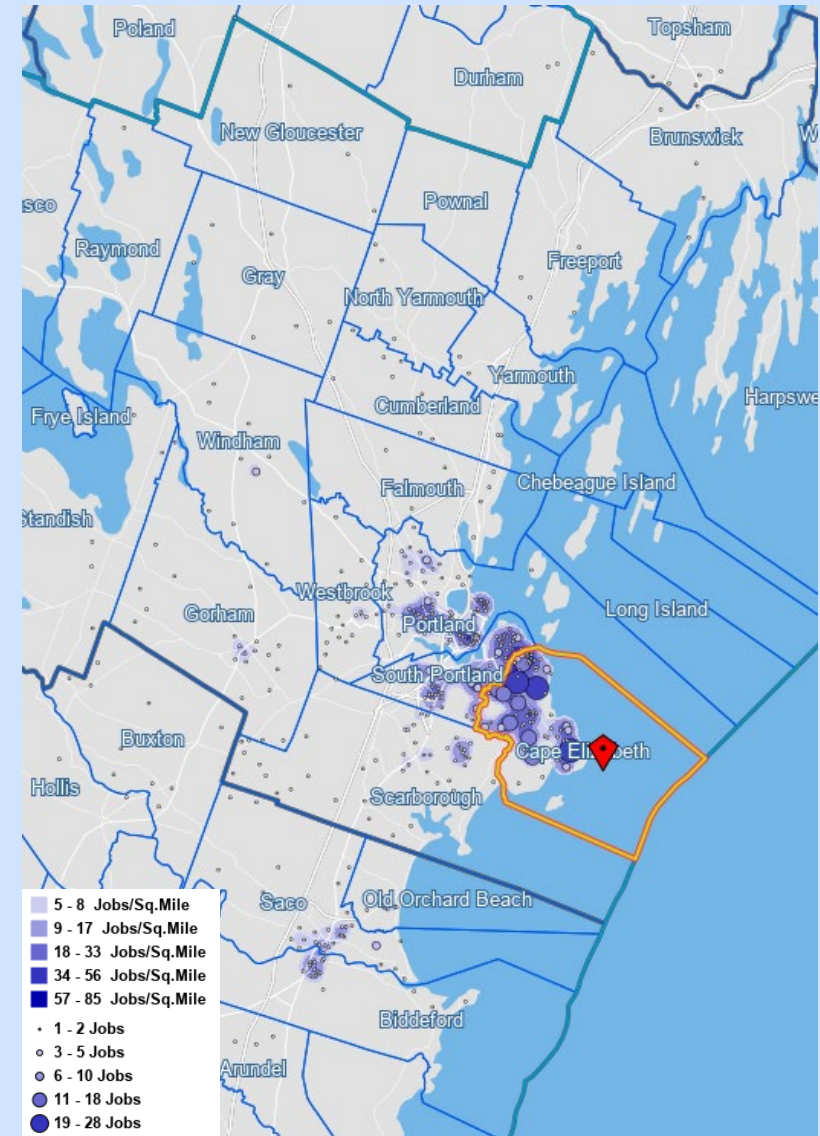 Poland
Topsham
Durham
New Gloucester
Brunswick
Pownal
Raymond
Freeport
Gray
North Yarmouth
Yarmouth
Cumberland
Frye Island
Windham
Falmouth
Chebeague Island
Standish
Westbrook
Long Island
Gorham
Portland
South Portland
Buxton
Hollis
Scarborough
Saco
Old Orchard Beach
5 - 8 Jobs/Sq.Mile
9 - 17 Jobs/Sq.Mile
18 - 33 Jobs/Sq.Mile
34 - 56 Jobs/Sq.Mile
57 - 85 Jobs/Sq.Mile
1 - 2 Jobs
3 - 5 Jobs
6 - 10 Jobs
11 - 18 Jobs
19 - 28 Jobs
Biddeford
Arundel